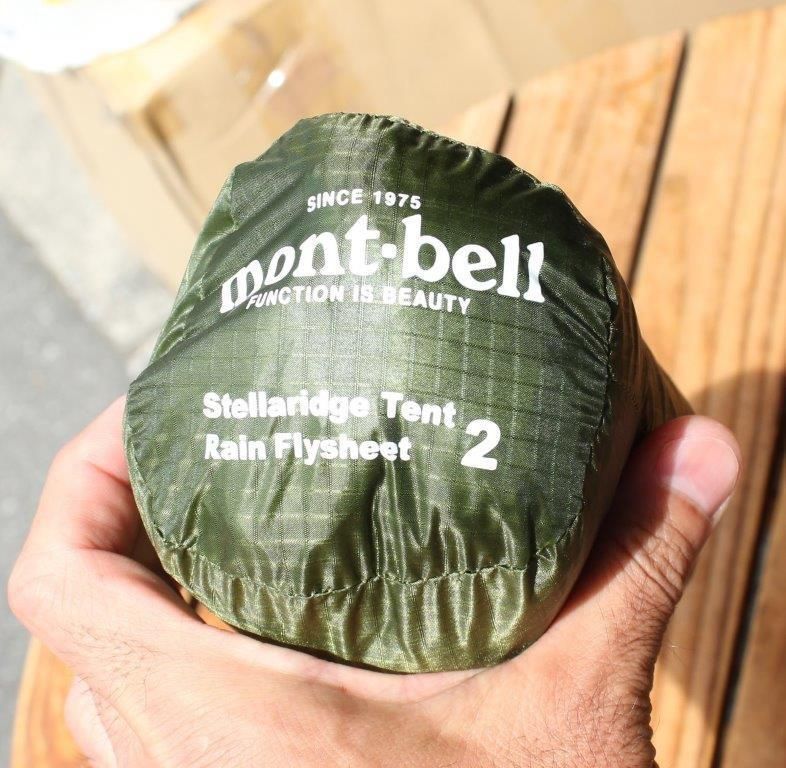 SINCE 1975
mont·bell
FUNCTION IS BEAUTY
Stellaridge Tent
Rain Flysheet 2